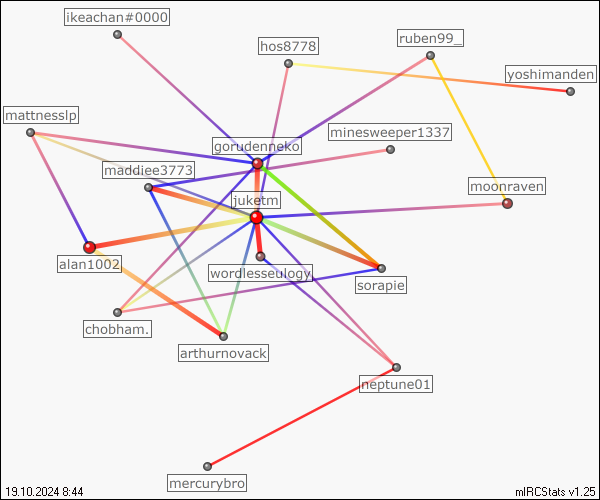 ikeachan#0000
hos8778
ruben99_
yoshimanden
mattnesslp
minesweeper1337
gorudenneko
maddiee3773
moonraven
juketm
alan1002
wordlesseulogy.
sorapie
chobham.
arthurnovack
neptune01
mercurybro
19.10.2024 8:44
mIRCStats v1.25